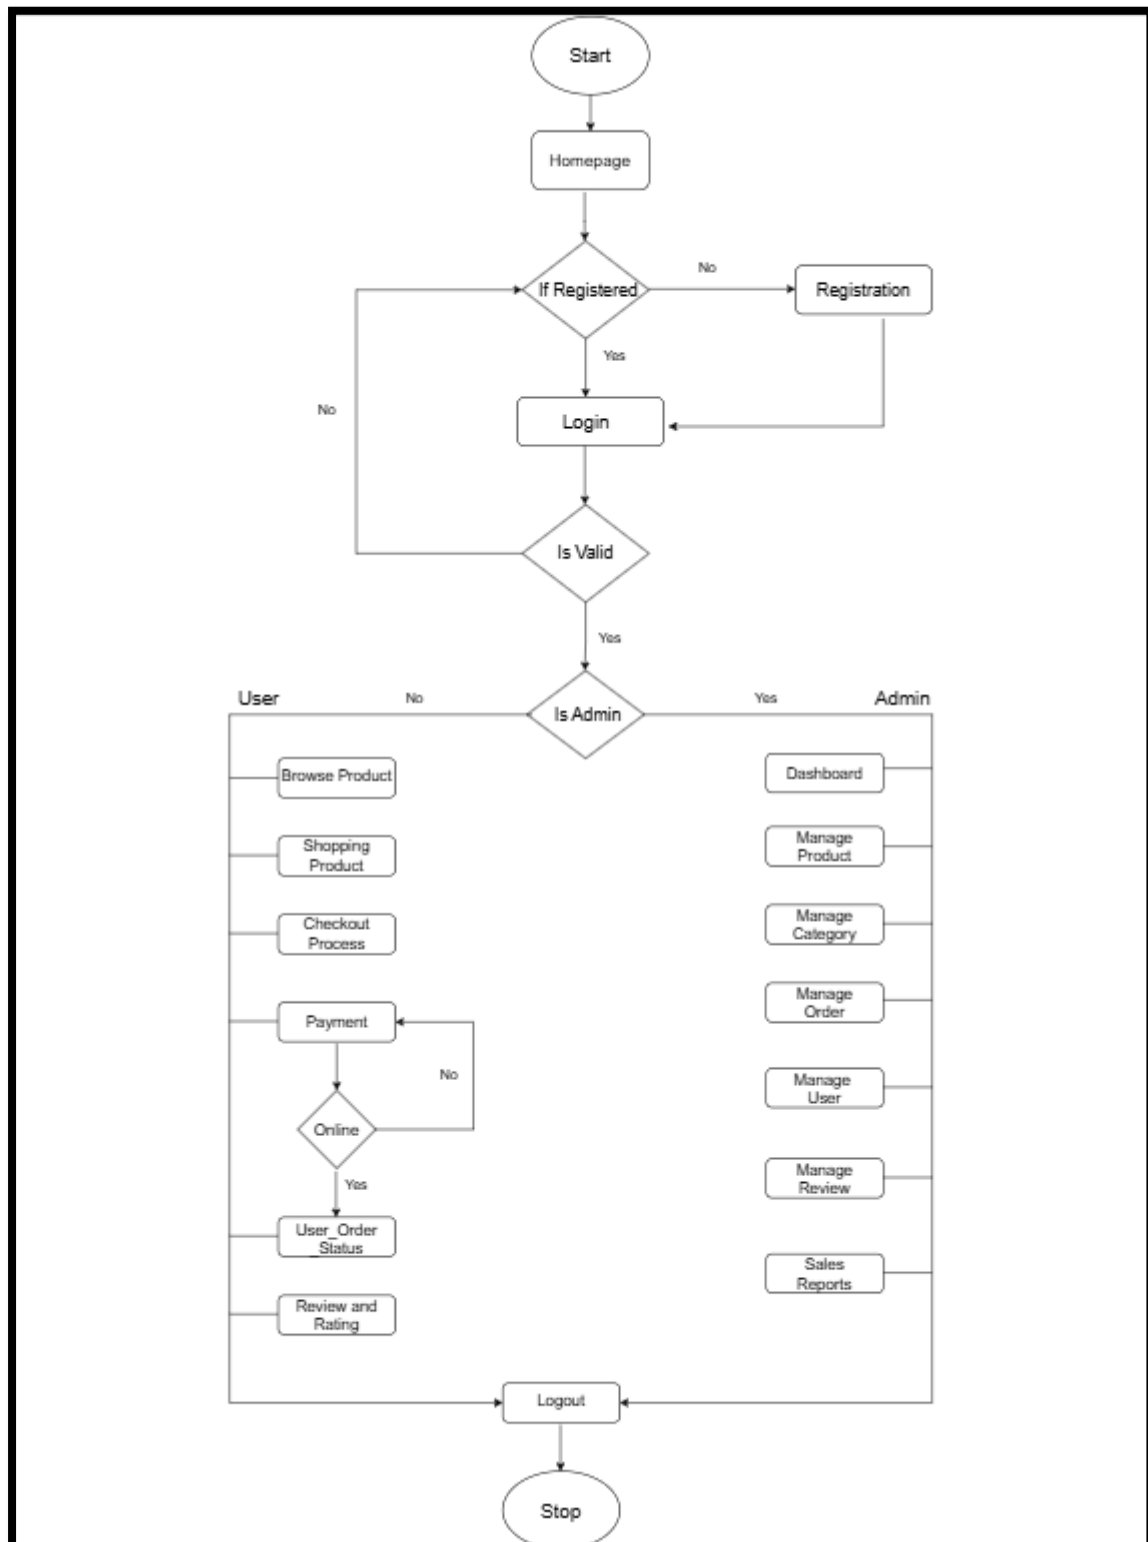 Start
Homepage
If Registered
No
Registration
Yes
No
Login
Is Valid
Yes
User
No
Is Admin
Yes
Admin
Browse Product
Dashboard
Shopping
Product
Manage
Product
Checkout
Process
Manage
Category
Payment
Manage
Order
No
Manage
User
Online
Yes
Manage
Review
User_Order
_Status
Sales
Reports
Review and
Rating
Logout
Stop